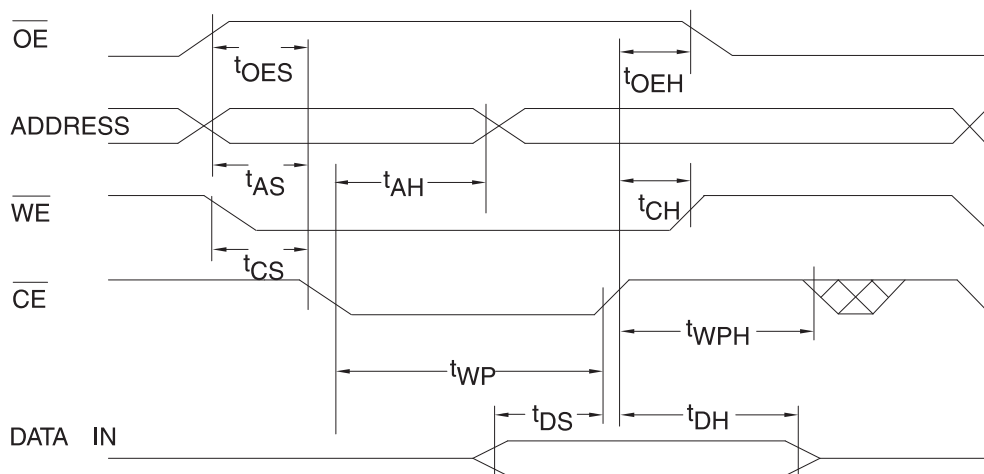 OE
tOES
tOEH
ADDRESS
tAS
tAH
tCH
WE
tCS
CE
tWPH
tWP
tDS
tDH
DATA IN